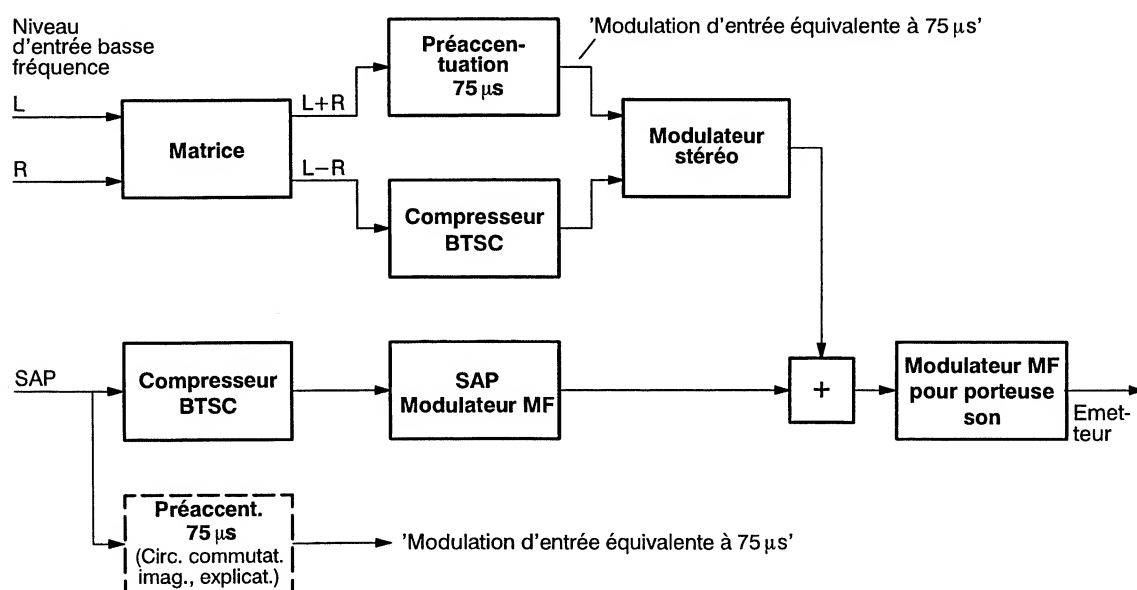 Niveau
d'entrée basse
fréquence
L
R
Matrice
L+R
L−R
Préaccen-
tuation
75 µs
'Modulation d'entrée équivalente à 75 µs'
Compresseur
BTSC
Modulateur
stéréo
SAP
Compresseur
BTSC
SAP
Modulateur MF
+
Modulateur MF
pour porteuse
son
Emet-
teur
Préaccent.
75 µs
(Circ. commutat.
imag., explicat.)
'Modulation d'entrée équivalente à 75 µs'